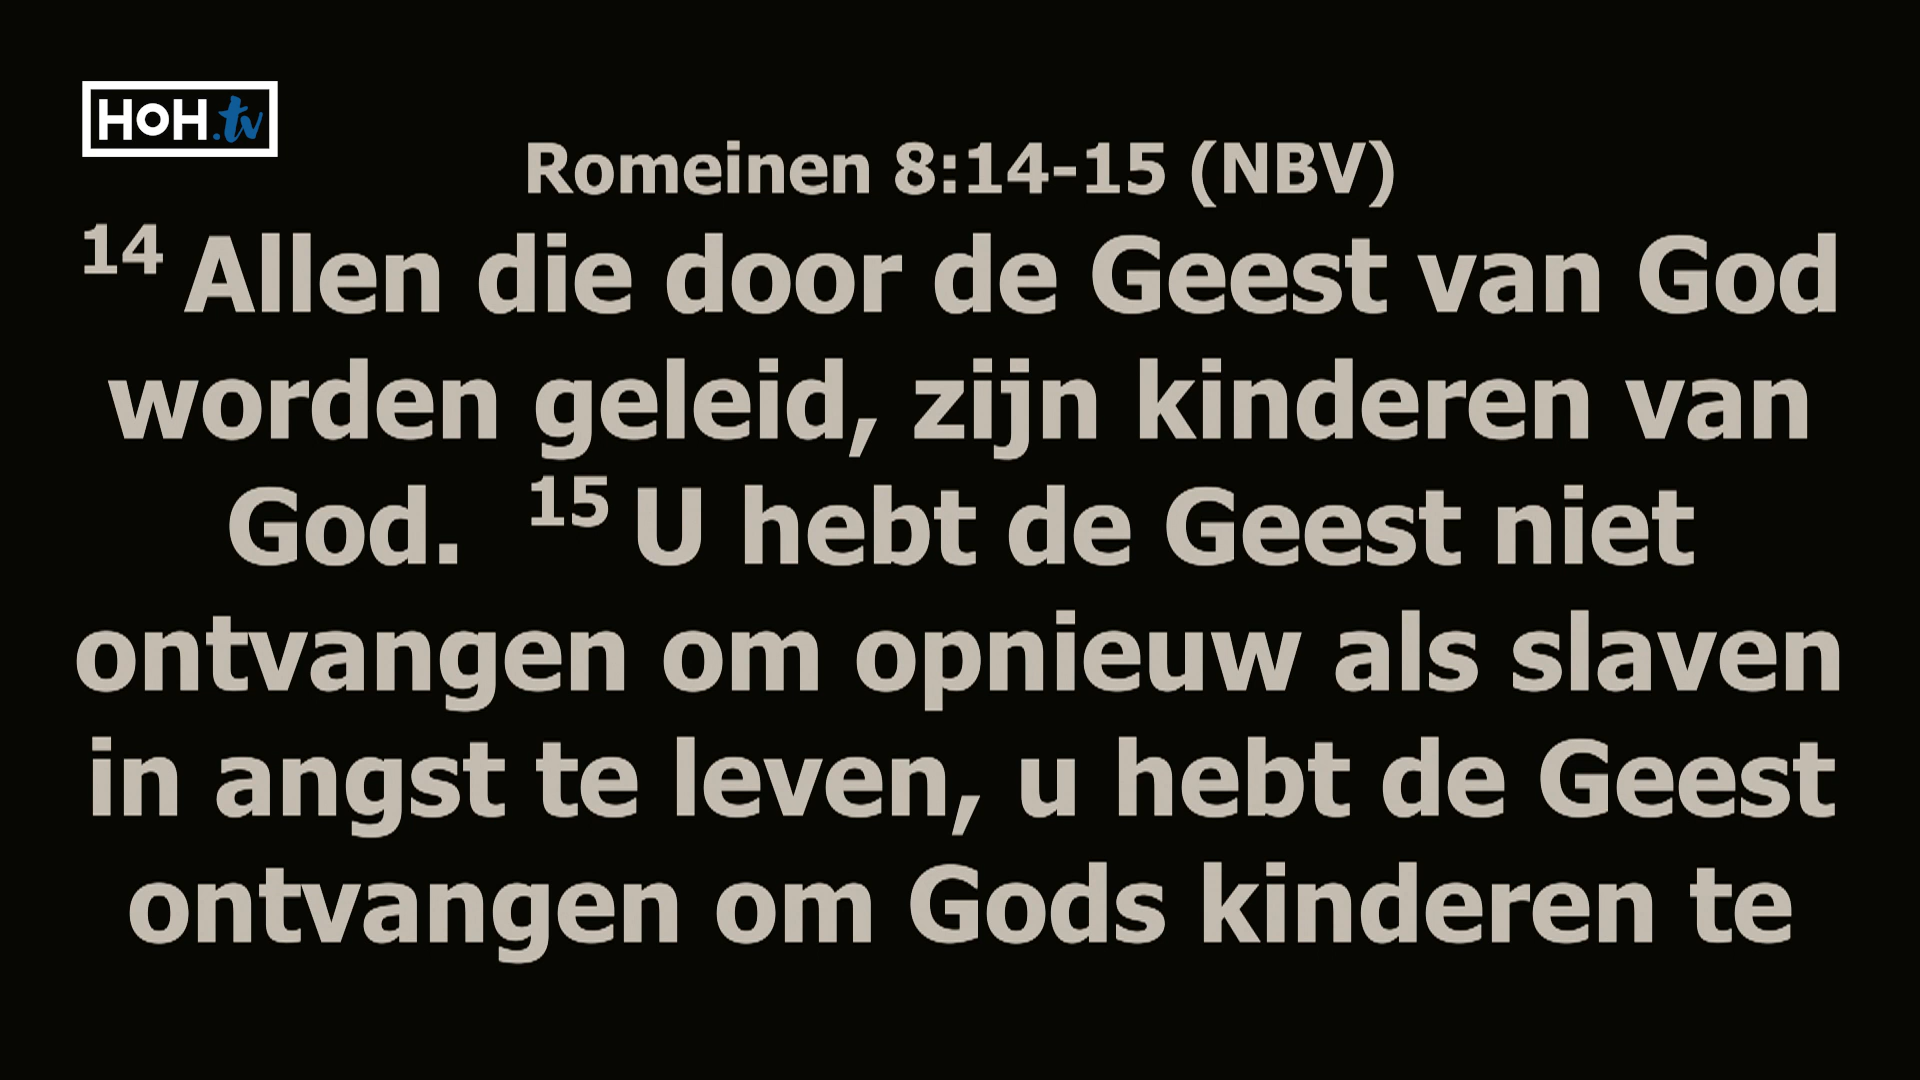 HOH.tv
Romeinen 8:14-15 (NBV)
14 Allen die door de Geest van God
worden geleid, zijn kinderen van
God. 15 U hebt de Geest niet
ontvangen om opnieuw als slaven
in angst te leven, u hebt de Geest
ontvangen om Gods kinderen te